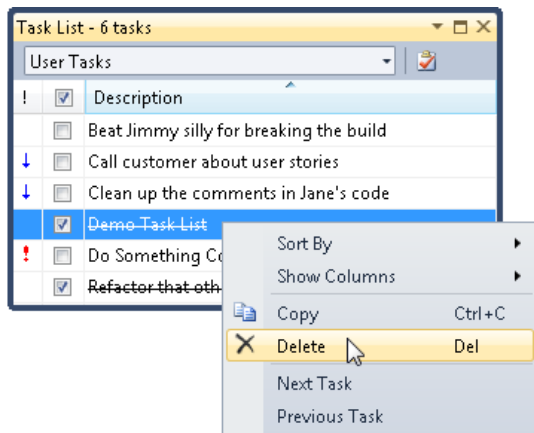 Task List - 6 tasks
User Tasks
! Description
Beat Jimmy silly for breaking the build
Call customer about user stories
Clean up the comments in Jane's code
Demo Task List
Do Something
Refactor that
Sort By
Show Columns
Copy Ctrl+C
Delete Del
Next Task
Previous Task